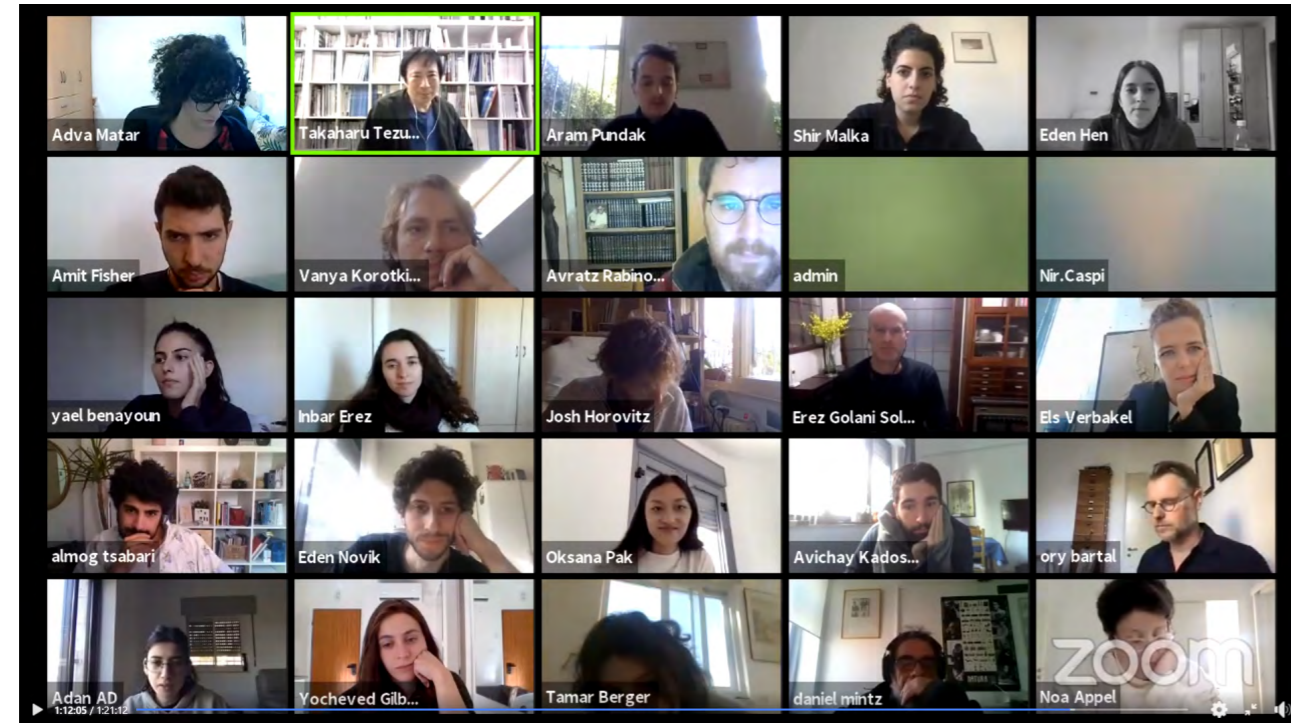 Adva Matar
Takaharu Tezu...
Aram Pundak
Shir Malka
Eden Hen
Amit Fisher
Vanya Korotki...
Avratz Rabino...
admin
Nir.Caspi
yael benayoun
Inbar Erez
Josh Horovitz
Erez Golani Sol...
Els Verbakel
almog tsabari
Eden Novik
Oksana Pak
Avichay Kados...
ory bartal
Adan AD
Yocheved Gilb...
Tamar Berger
daniel mintz
Noa Appel
zoom
1:12:05 / 1:21:12